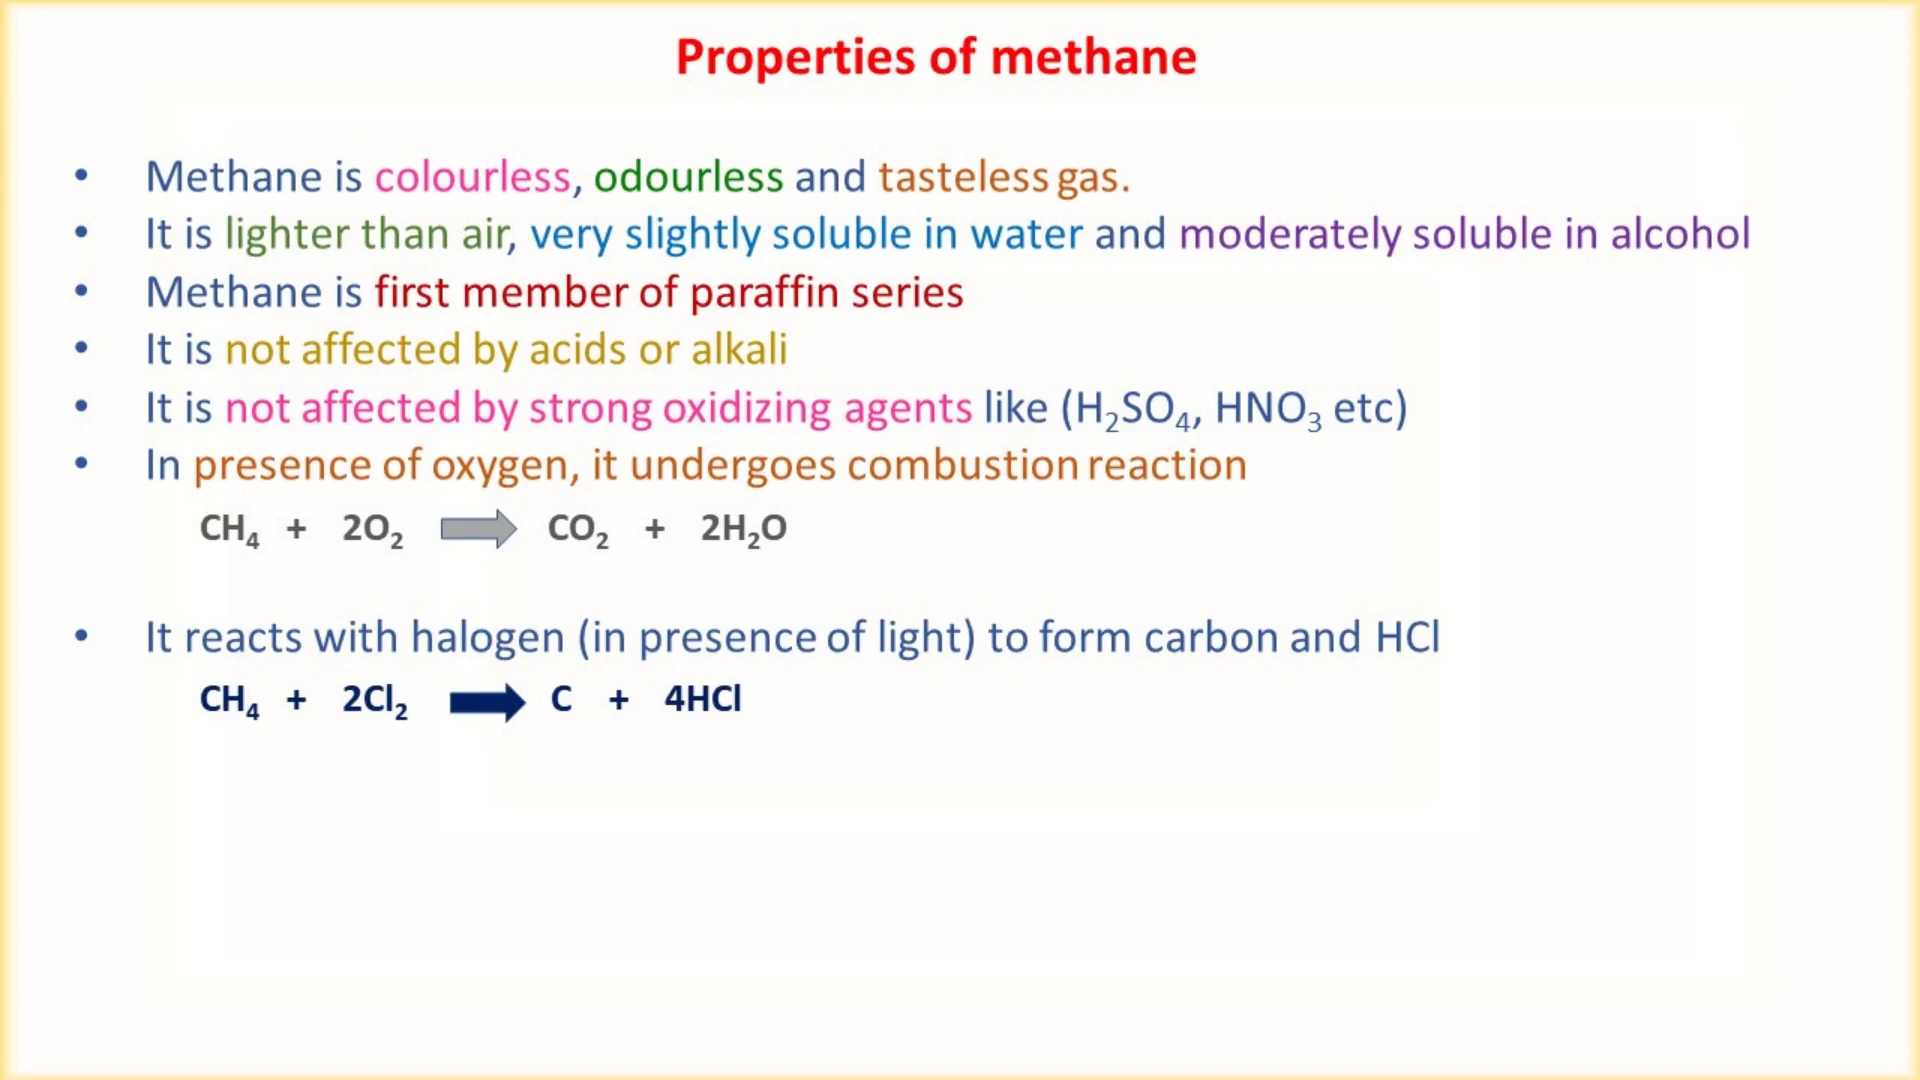 Properties of methane
• Methane is colourless, odourless and tasteless gas.
• It is lighter than air, very slightly soluble in water and moderately soluble in alcohol
• Methane is first member of paraffin series
• It is not affected by acids or alkali
• It is not affected by strong oxidizing agents like (H₂SO₄, HNO₃ etc)
• In presence of oxygen, it undergoes combustion reaction
CH₄ + 2O₂ → CO₂ + 2H₂O
• It reacts with halogen (in presence of light) to form carbon and HCl
CH₄ + 2Cl₂ → C + 4HCl